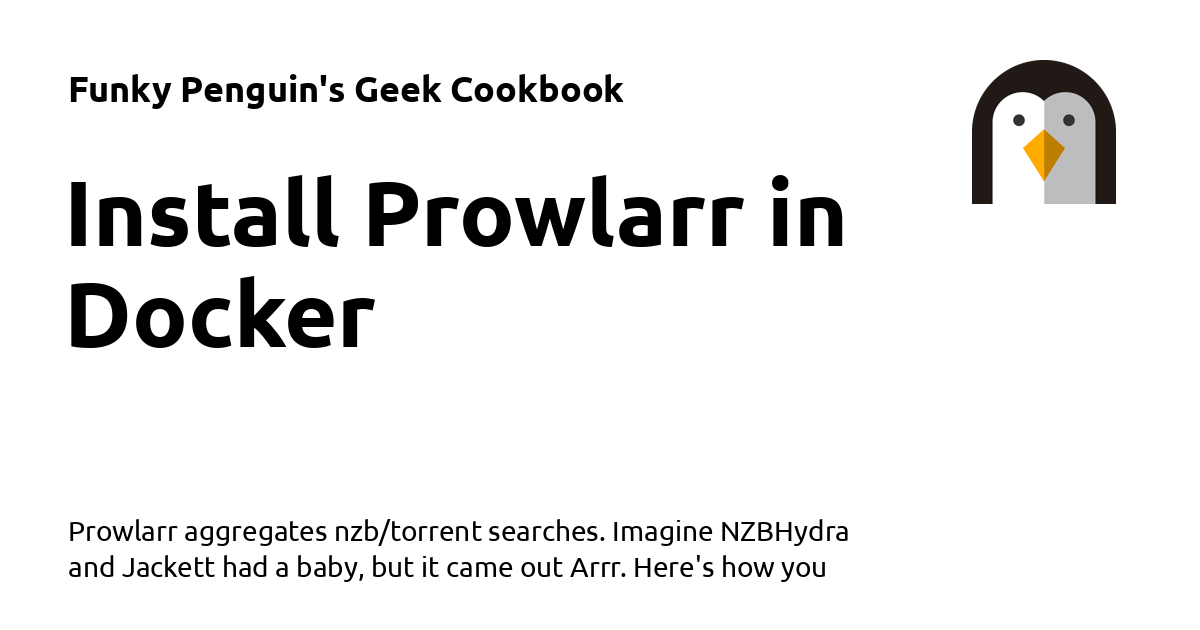 Funky Penguin's Geek Cookbook
Install Prowlarr in
Docker
Prowlarr aggregates nzb/torrent searches. Imagine NZBHydra
and Jackett had a baby, but it came out Arrr. Here's how you